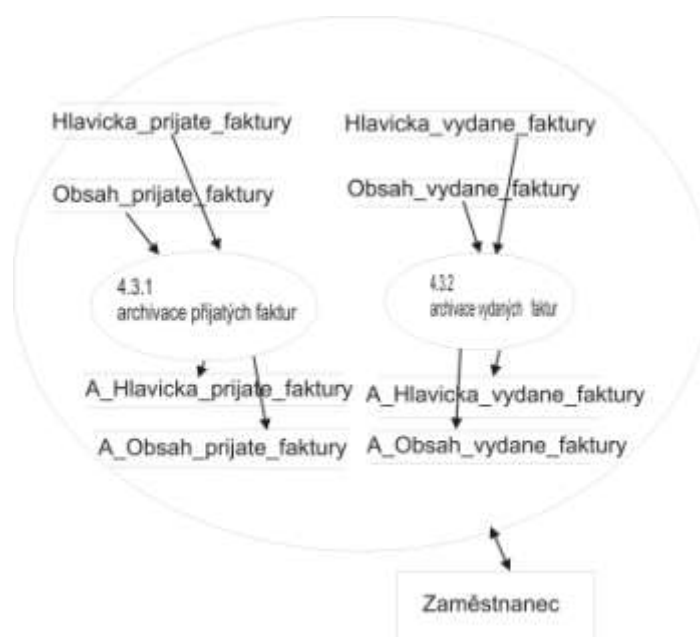 Hlavicka_prijate_faktury
Hlavicka_vydane_faktury
Obsah_prijate_faktury
Obsah_vydane_faktury
4.3.1
archivace přijatých faktur
4.3.2
archivace vydaných faktur
A_Hlavicka_prijate_faktury
A_Hlavicka_vydane_faktury
A_Obsah_prijate_faktury
A_Obsah_vydane_faktury
Zaměstnanec